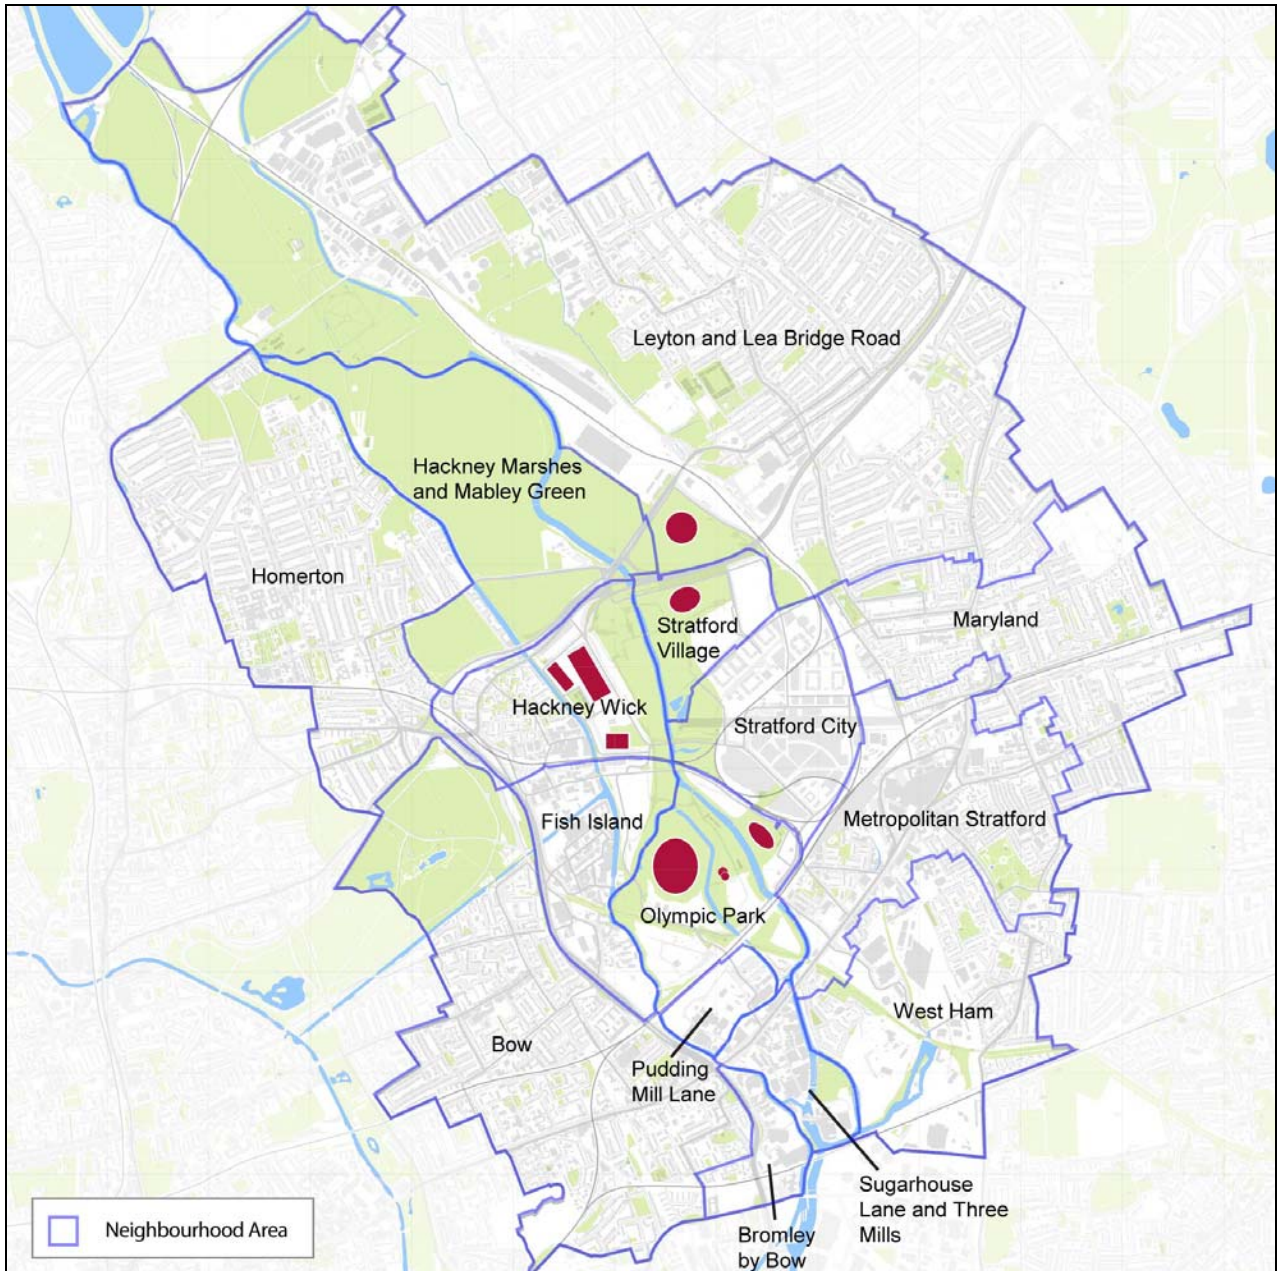 Leyton and Lea Bridge Road
Hackney Marshes
and Mabley Green
Homerton
Maryland
Stratford
Village
Hackney Wick
Stratford City
Fish Island
Metropolitan Stratford
Olympic Park
West Ham
Bow
Pudding
Mill Lane
Sugarhouse
Lane and Three
Mills
Bromley
by Bow
Neighbourhood Area